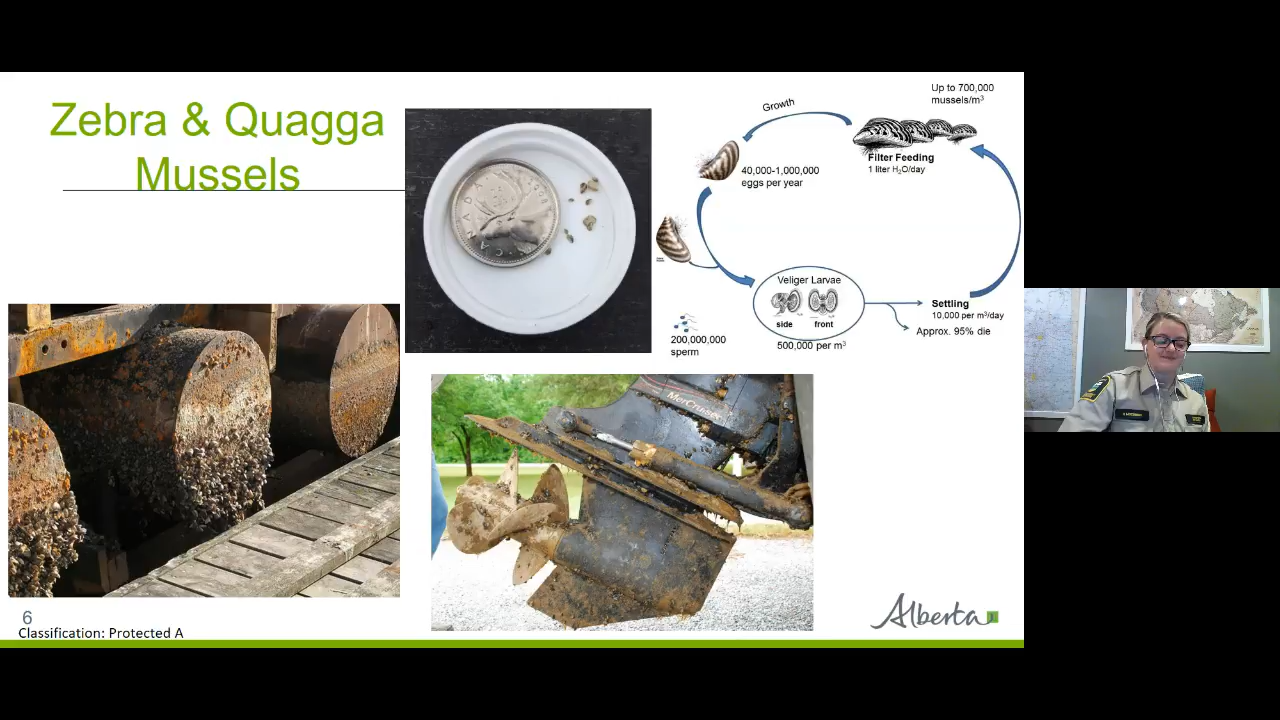 Zebra & Quagga
Mussels
CANADA
Growth
Up to 700,000
mussels/m³
Filter Feeding
1 liter H₂O/day
40,000-1,000,000
eggs per year
Veliger Larvae
side
front
500,000 per m³
Settling
10,000 per m³/day
Approx. 95% die
200,000,000
sperm
MerCruiser
6
Classification: Protected A
Alberta